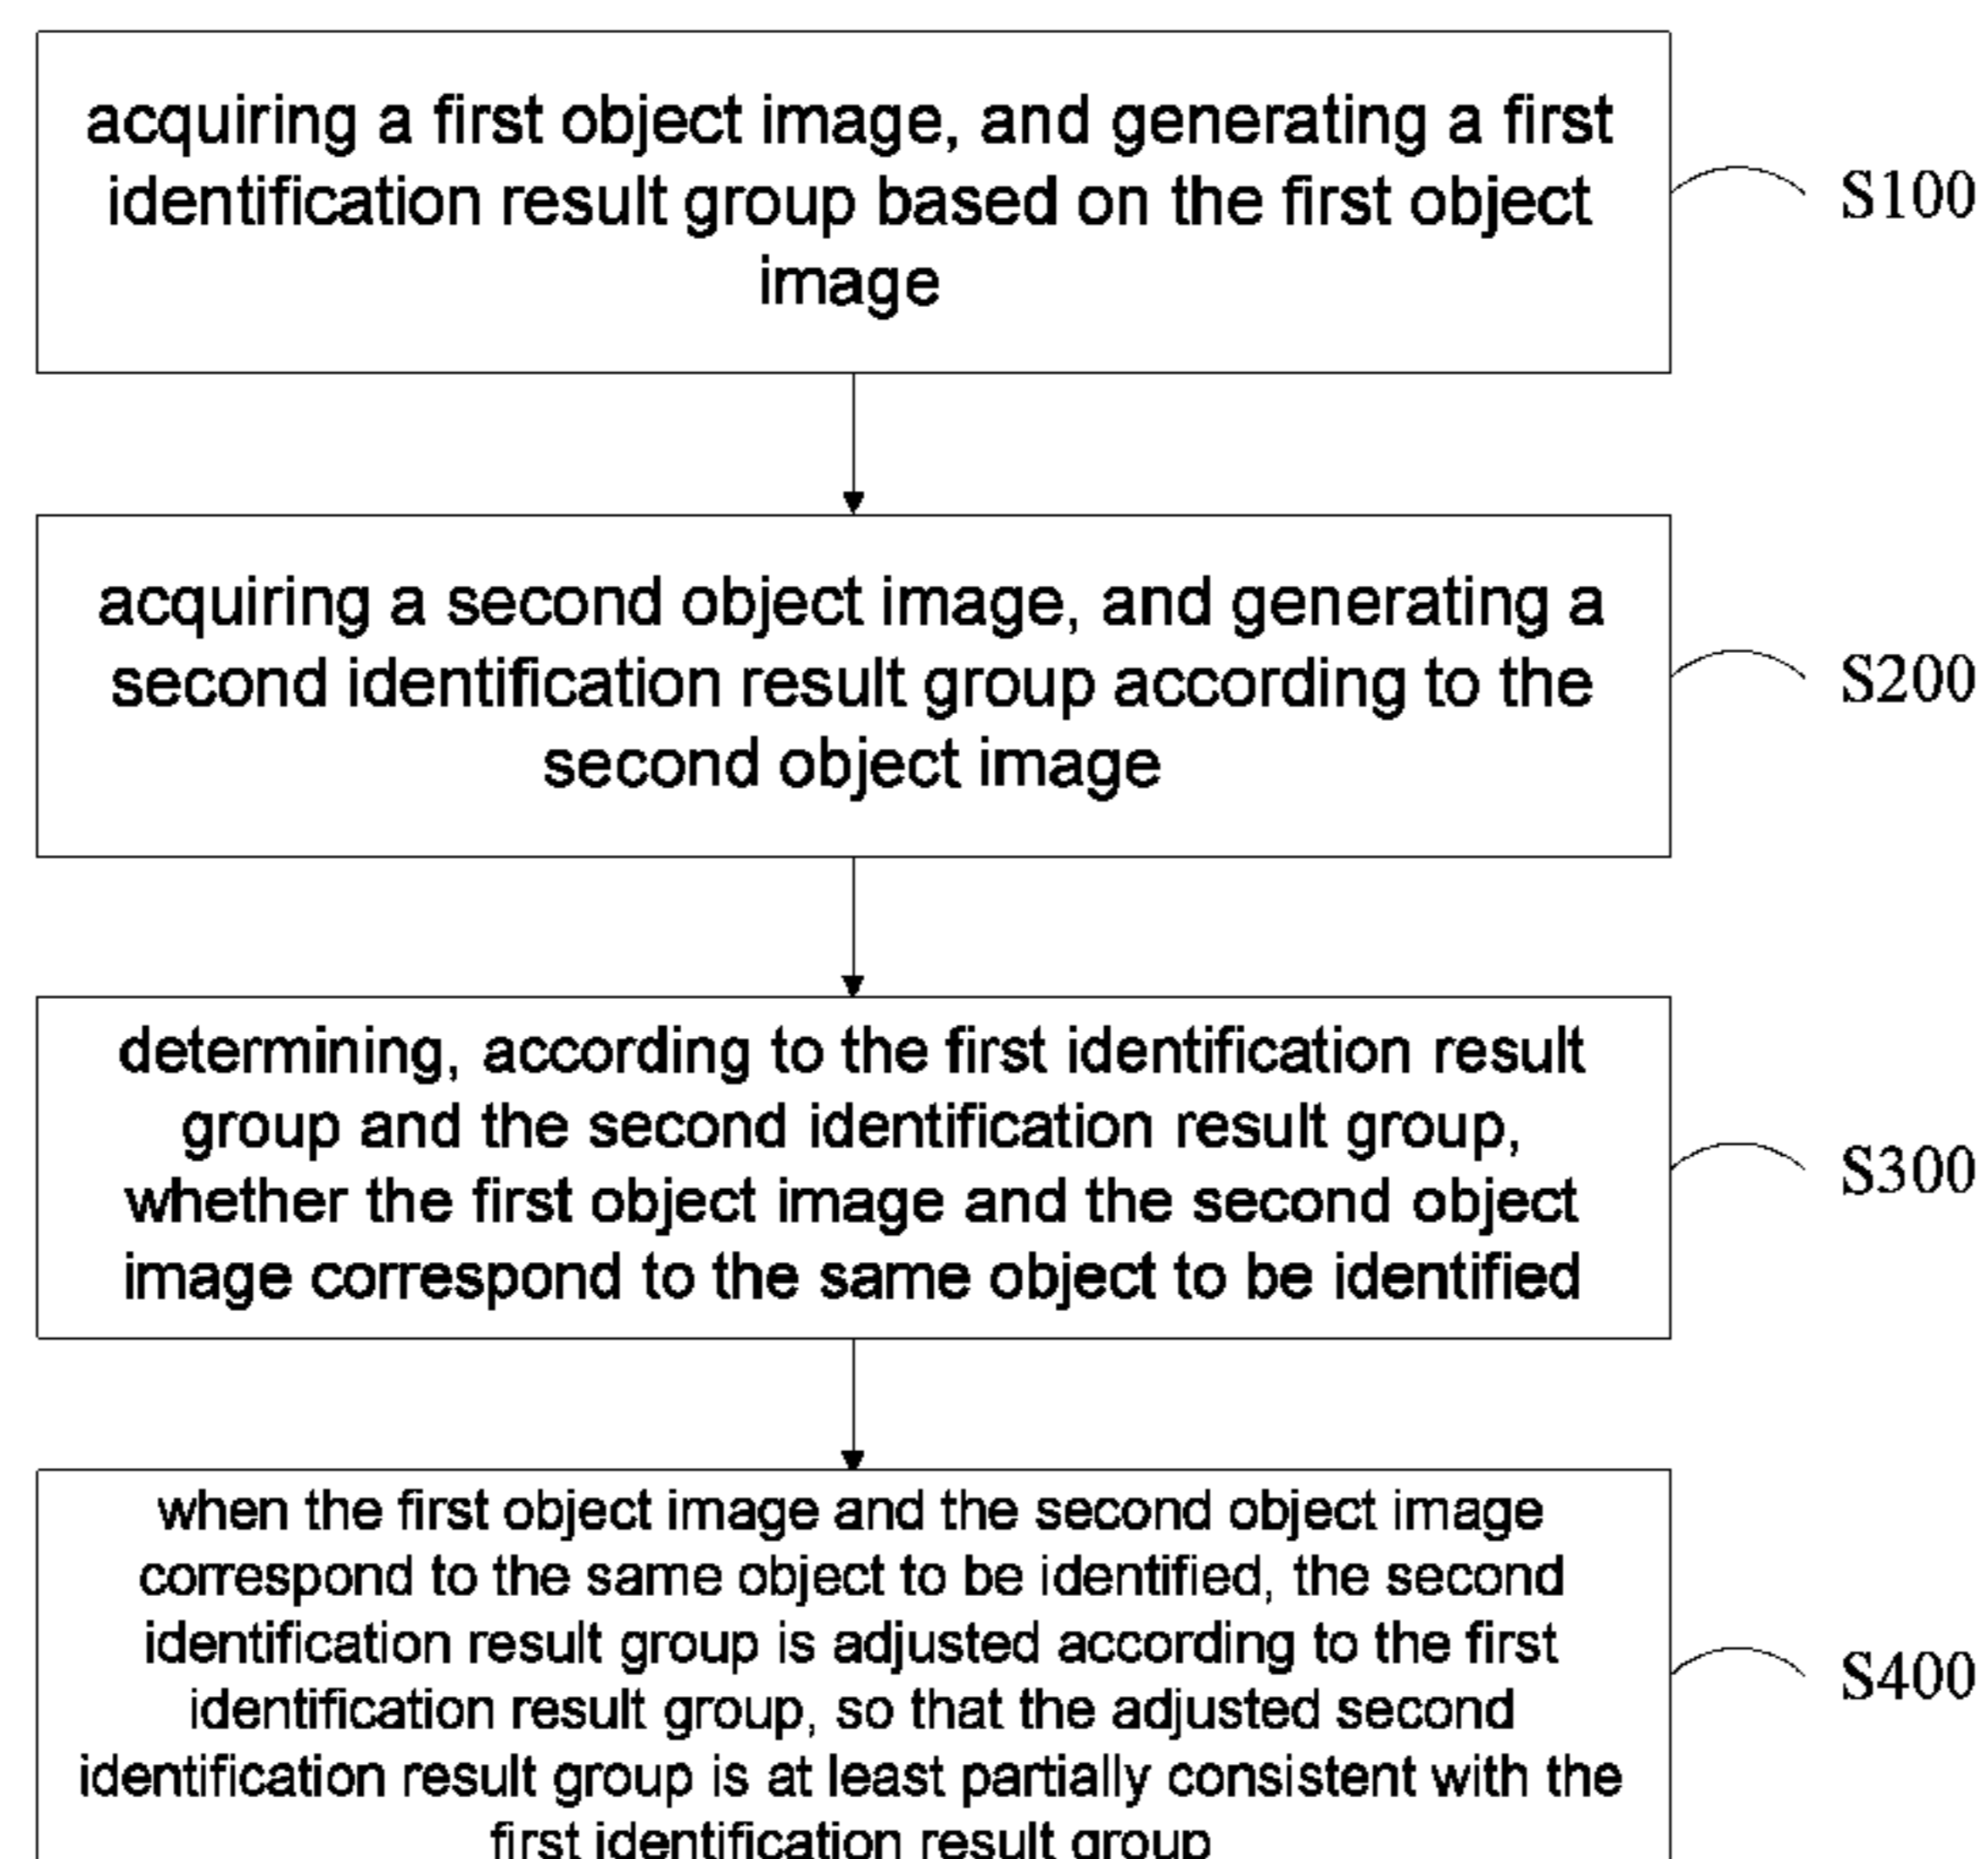 acquiring a first object image, and generating a first
identification result group based on the first object
image
S100
acquiring a second object image, and generating a
second identification result group according to the
second object image
S200
determining, according to the first identification result
group and the second identification result group,
whether the first object image and the second object
image correspond to the same object to be identified
S300
when the first object image and the second object image
correspond to the same object to be identified, the second
identification result group is adjusted according to the first
identification result group, so that the adjusted second
identification result group is at least partially consistent with the
first identification result group
S400